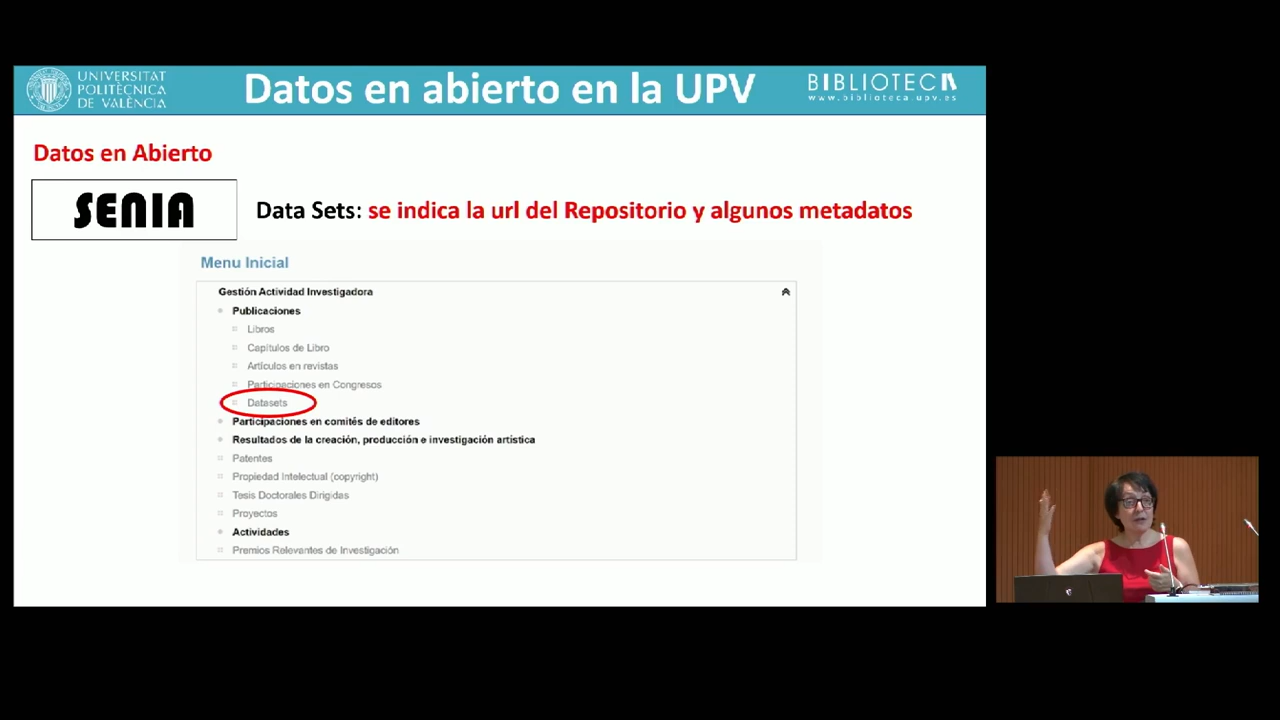 UNIVERSITAT
POLITÈCNICA
DE VALÈNCIA
Datos en abierto en la UPV
BIBLIOTECA
www.biblioteca.upv.es
Datos en Abierto
SENIA
Data Sets: se indica la url del Repositorio y algunos metadatos
Menu Inicial
Gestión Actividad Investigadora
Publicaciones
Libros
Capítulos de Libro
Artículos en revistas
Participaciones en Congresos
Datasets
Participaciones en comités de editores
Resultados de la creación, producción e investigación artística
Patentes
Propiedad Intelectual (copyright)
Tesis Doctorales Dirigidas
Proyectos
Actividades
Premios Relevantes de Investigación